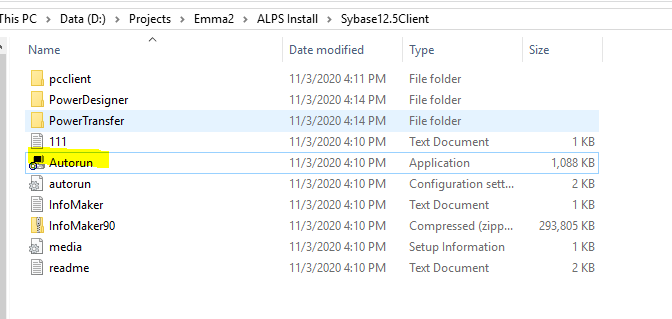 This PC > Data (D:) > Projects > Emma2 > ALPS Install > Sybase12.5Client
Name Date modified Type Size
pcclient 11/3/2020 4:11 PM File folder
PowerDesigner 11/3/2020 4:14 PM File folder
PowerTransfer 11/3/2020 4:14 PM File folder
111 11/3/2020 4:10 PM Text Document 1 KB
Autorun 11/3/2020 4:10 PM Application 1,088 KB
autorun 11/3/2020 4:10 PM Configuration sett... 2 KB
InfoMaker 11/3/2020 4:10 PM Text Document 1 KB
InfoMaker90 11/3/2020 4:10 PM Compressed (zipp... 293,805 KB
media 11/3/2020 4:10 PM Setup Information 1 KB
readme 11/3/2020 4:10 PM Text Document 2 KB